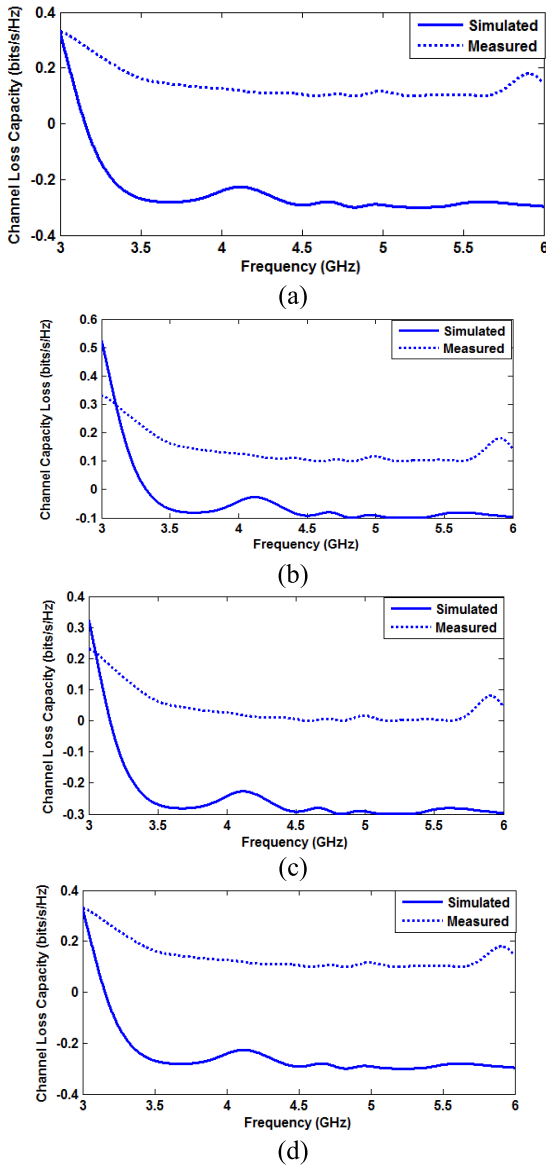 Channel Loss Capacity (bits/s/Hz)
0.4
0.2
0
-0.2
-0.4
3
3.5
4
4.5
5
5.5
6
Frequency (GHz)
Simulated
Measured
(a)
Channel Capacity Loss (bits/s/Hz)
0.6
0.5
0.4
0.3
0.2
0.1
0
-0.1
3
3.5
4
4.5
5
5.5
6
Frequency (GHz)
Simulated
Measured
(b)
Channel Loss Capacity (bits/s/Hz)
0.4
0.3
0.2
0.1
0
-0.1
-0.2
-0.3
3
3.5
4
4.5
5
5.5
6
Frequency (GHz)
Simulated
Measured
(c)
Channel Loss Capacity (bits/s/Hz)
0.4
0.2
0
-0.2
-0.4
3
3.5
4
4.5
5
5.5
6
Frequency (GHz)
Simulated
Measured
(d)